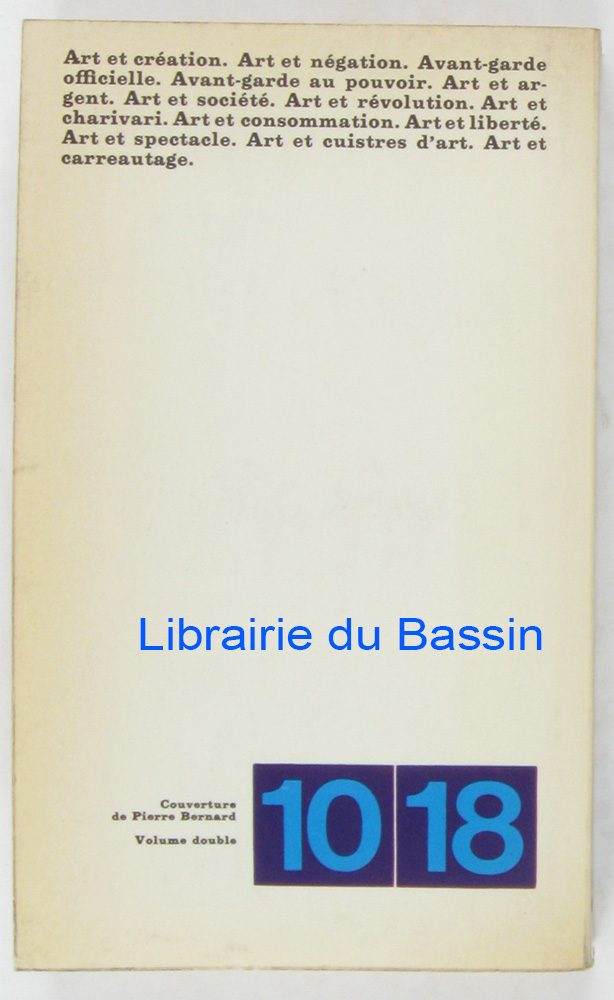 Art et création. Art et négation. Avant-garde
officielle. Avant-garde au pouvoir. Art et ar-
gent. Art et société. Art et révolution. Art et
charivari. Art et consommation. Art et liberté.
Art et spectacle. Art et cuistres d'art. Art et
carreautage.
Librairie du Bassin
Couverture
de Pierre Bernard
Volume double
10 18